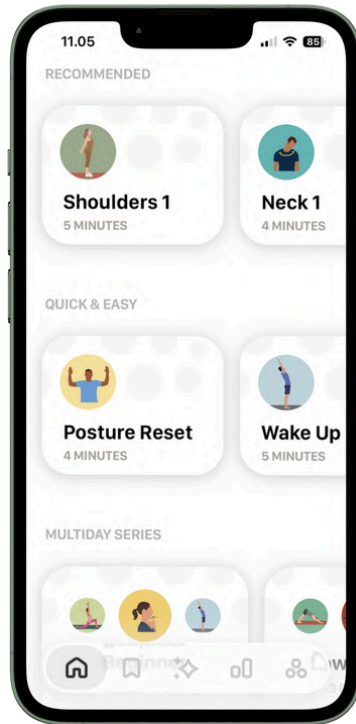 11.05
85
RECOMMENDED
Shoulders 1
5 MINUTES
Neck 1
4 MINUTES
QUICK & EASY
Posture Reset
4 MINUTES
Wake Up
5 MINUTES
MULTIDAY SERIES